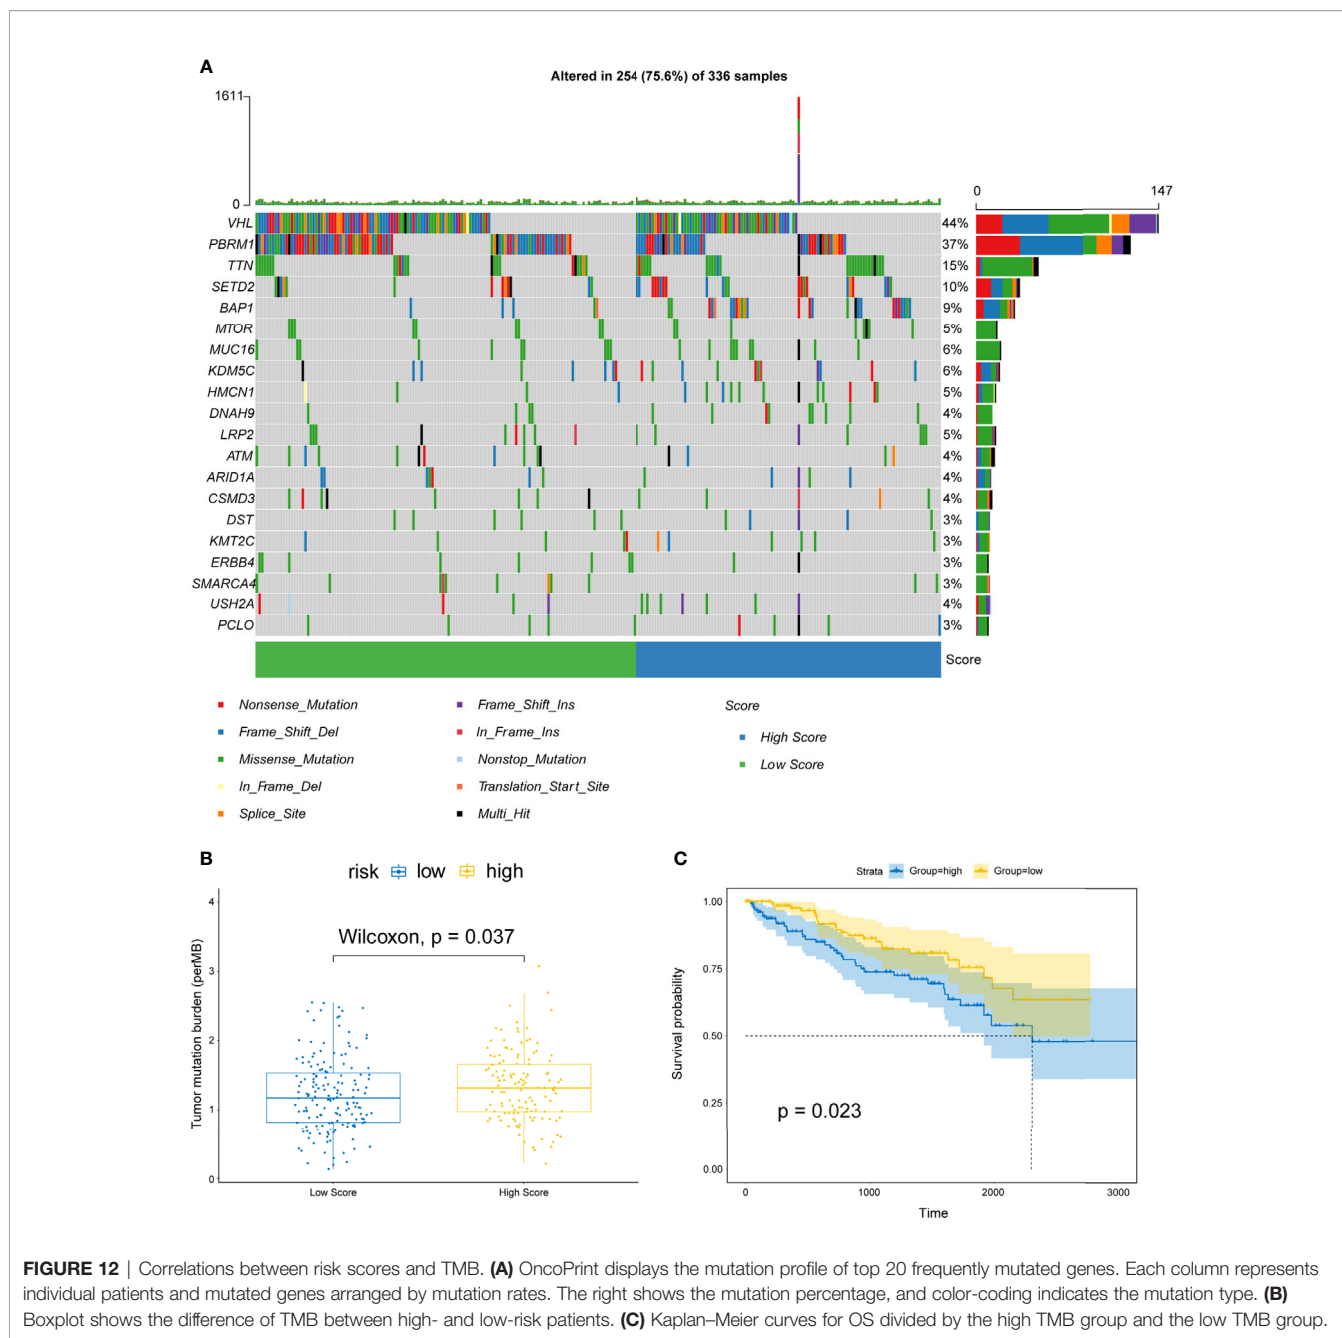 A
Altered in 254 (75.6%) of 336 samples
1611
0
0 147
VHL 44%
PBRM1 37%
TTN 15%
SETD2 10%
BAP1 9%
MTOR 5%
MUC16 6%
KDM5C 6%
HMCN1 5%
DNAH9 4%
LRP2 5%
ATM 4%
ARID1A 4%
CSMD3 4%
DST 3%
KMT2C 3%
ERBB4 3%
SMARCA4 3%
USH2A 4%
PCLO 3%
Score
Nonsense_Mutation
Frame_Shift_Del
Missense_Mutation
In_Frame_Del
Splice_Site
Frame_Shift_Ins
In_Frame_Ins
Nonstop_Mutation
Translation_Start_Site
Multi_Hit
Score
High Score
Low Score
B
risk low high
Wilcoxon, p = 0.037
Tumor mutation burden (perMB)
4
3
2
1
0
Low Score High Score
C
Strata Group=high Group=low
Survival probability
1.00
0.75
0.50
0.25
0.00
p = 0.023
0 1000 2000 3000
Time
FIGURE 12 | Correlations between risk scores and TMB. (A) OncoPrint displays the mutation profile of top 20 frequently mutated genes. Each column represents
individual patients and mutated genes arranged by mutation rates. The right shows the mutation percentage, and color-coding indicates the mutation type. (B)
Boxplot shows the difference of TMB between high- and low-risk patients. (C) Kaplan–Meier curves for OS divided by the high TMB group and the low TMB group.